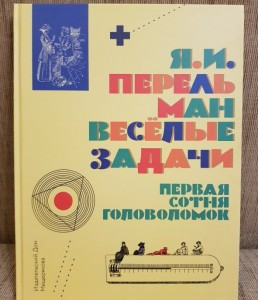 Я.И.
ПЕРЕЛЬ
МАН
ВЕСЁЛЫЕ
ЗАДАЧИ
ПЕРВАЯ
СОТНЯ
ГОЛОВОЛОМОК
Издательский Дом
Мещерякова